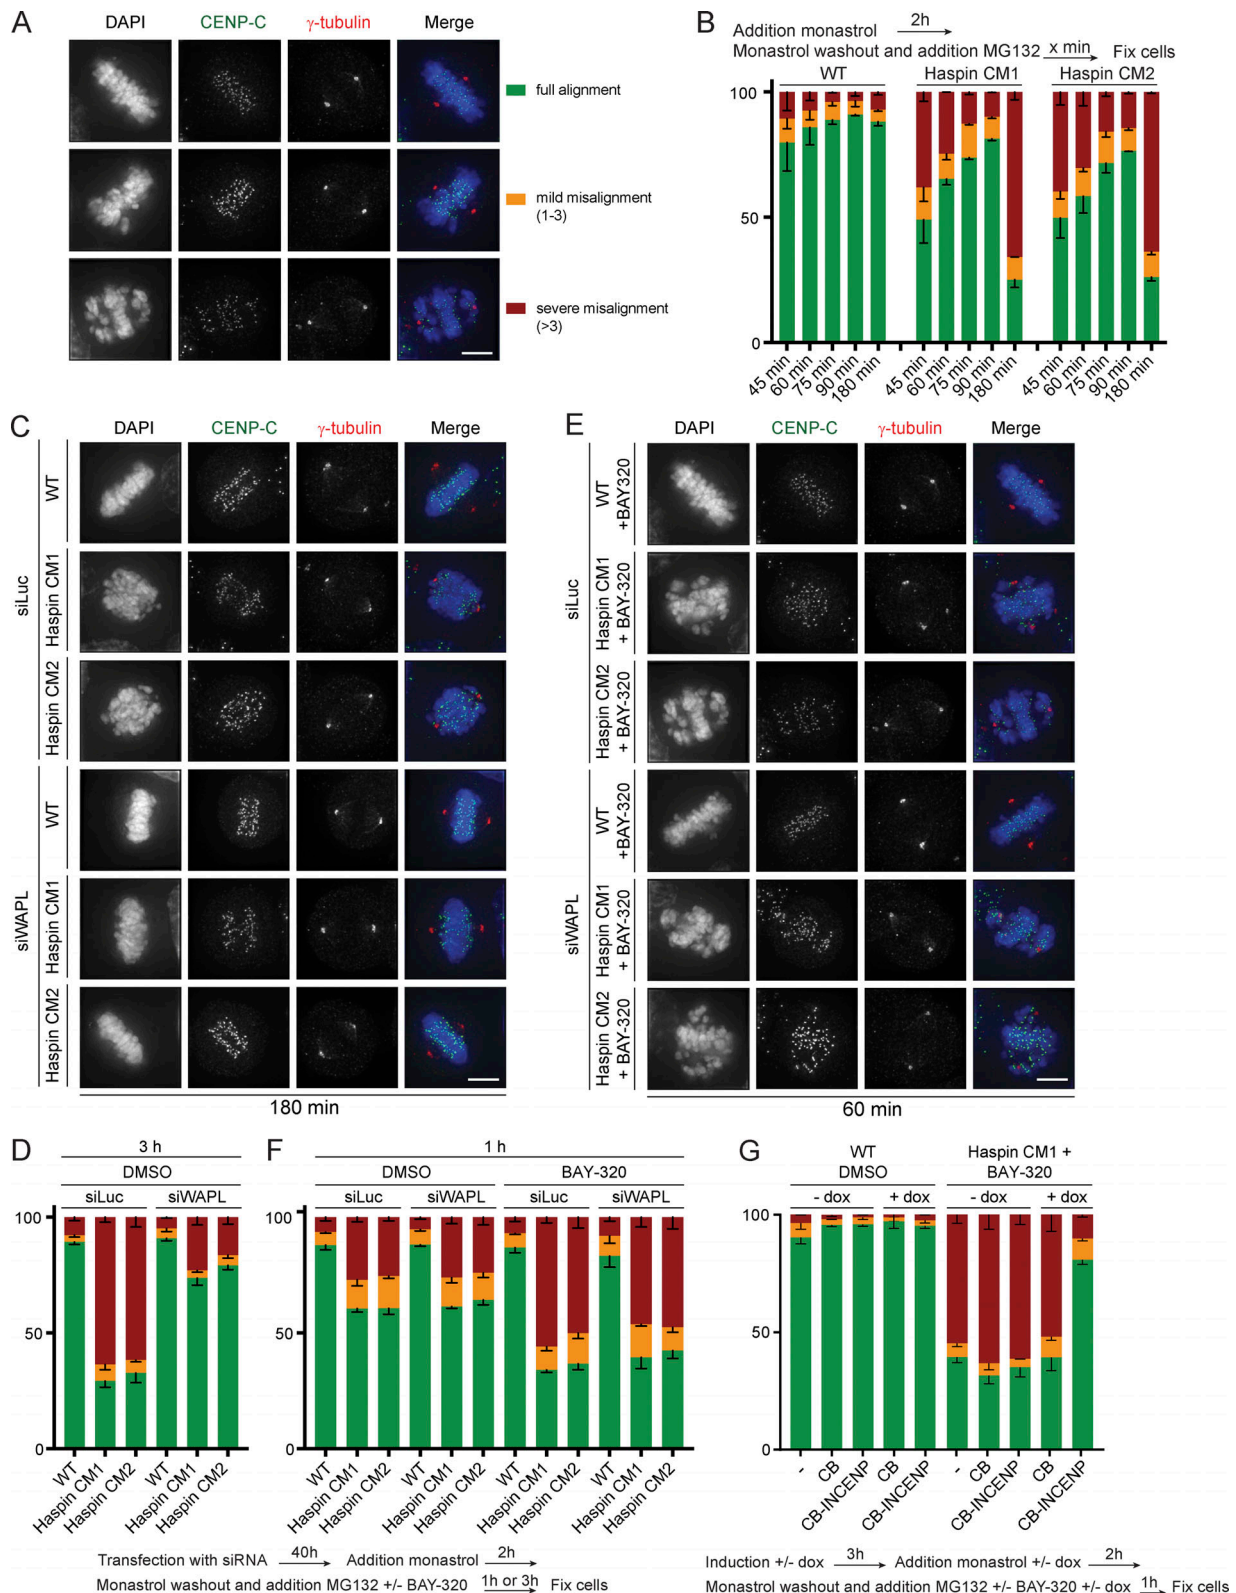 A
DAPI CENP-C γ-tubulin Merge
full alignment
mild misalignment
(1-3)
severe misalignment
(>3)
B
Addition monastrol 2h
Monastrol washout and addition MG132 x min Fix cells
WT Haspin CM1 Haspin CM2
100
50
0
45 min 60 min 75 min 90 min 180 min 45 min 60 min 75 min 90 min 180 min 45 min 60 min 75 min 90 min 180 min
C
DAPI CENP-C γ-tubulin Merge
siLuc
WT
Haspin CM1
Haspin CM2
siWAPL
WT
Haspin CM1
Haspin CM2
180 min
E
DAPI CENP-C γ-tubulin Merge
siLuc
WT
+BAY320
Haspin CM1
+ BAY-320
Haspin CM2
+ BAY-320
siWAPL
WT
+BAY-320
Haspin CM1
+ BAY-320
Haspin CM2
+ BAY-320
60 min
D
3 h
DMSO
siLuc siWAPL
100
50
0
WT Haspin CM1 Haspin CM2 WT Haspin CM1 Haspin CM2
F
1 h
DMSO BAY-320
siLuc siWAPL siLuc siWAPL
100
50
0
WT Haspin CM1 Haspin CM2 WT Haspin CM1 Haspin CM2 WT Haspin CM1 Haspin CM2 WT Haspin CM1 Haspin CM2
Transfection with siRNA 40h Addition monastrol 2h
Monastrol washout and addition MG132 +/- BAY-320 1h or 3h Fix cells
G
WT Haspin CM1 +
DMSO BAY-320
- dox + dox - dox + dox
100
50
0
- CB CB-INCENP CB CB-INCENP - CB CB-INCENP CB CB-INCENP
Induction +/- dox 3h Addition monastrol +/- dox 2h
Monastrol washout and addition MG132 +/- BAY-320 +/- dox 1h Fix cells